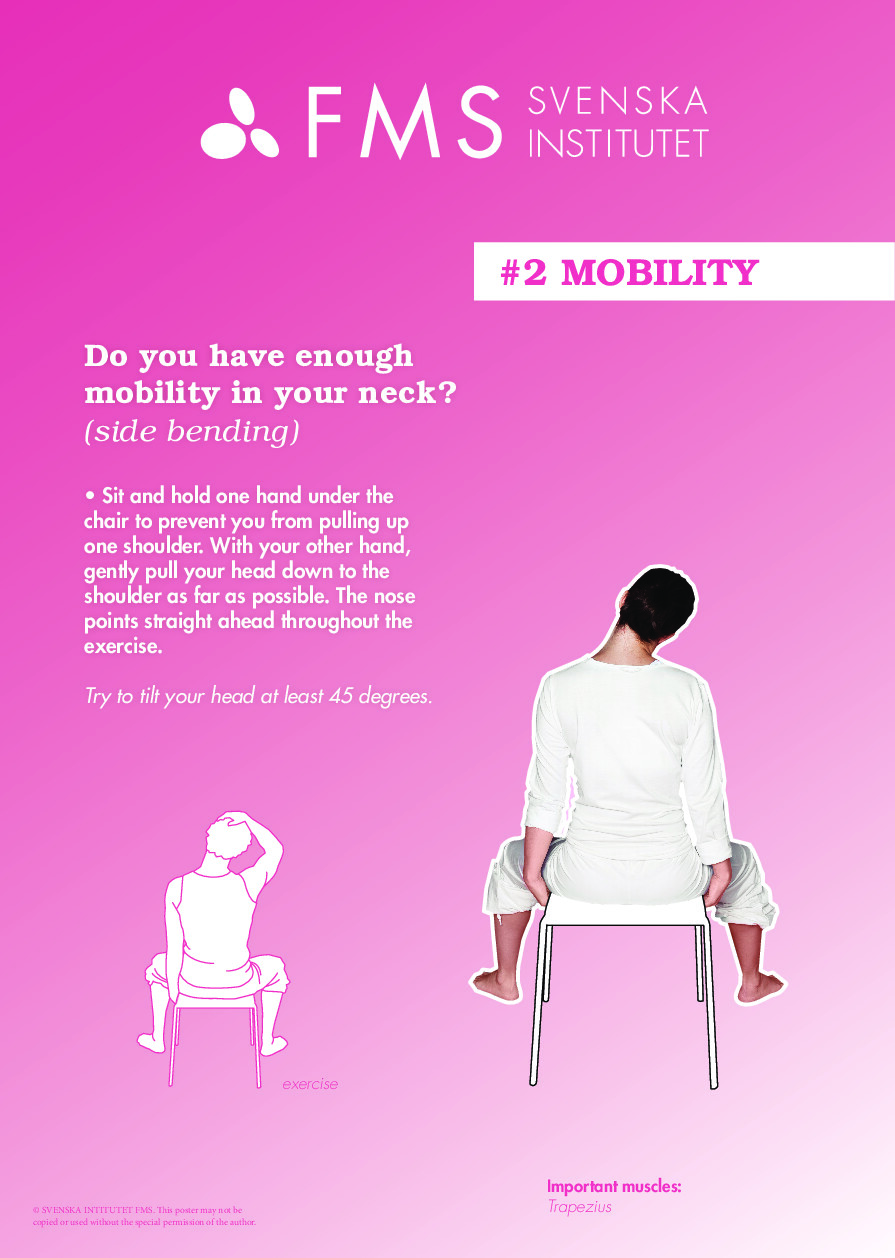 FMS SVENSKA
INSTITUTET
#2 MOBILITY
Do you have enough
mobility in your neck?
(side bending)
• Sit and hold one hand under the
chair to prevent you from pulling up
one shoulder. With your other hand,
gently pull your head down to the
shoulder as far as possible. The nose
points straight ahead throughout the
exercise.
Try to tilt your head at least 45 degrees.
exercise
Important muscles:
Trapezius
© SVENSKA INTITUTET FMS. This poster may not be
copied or used without the special permission of the author.